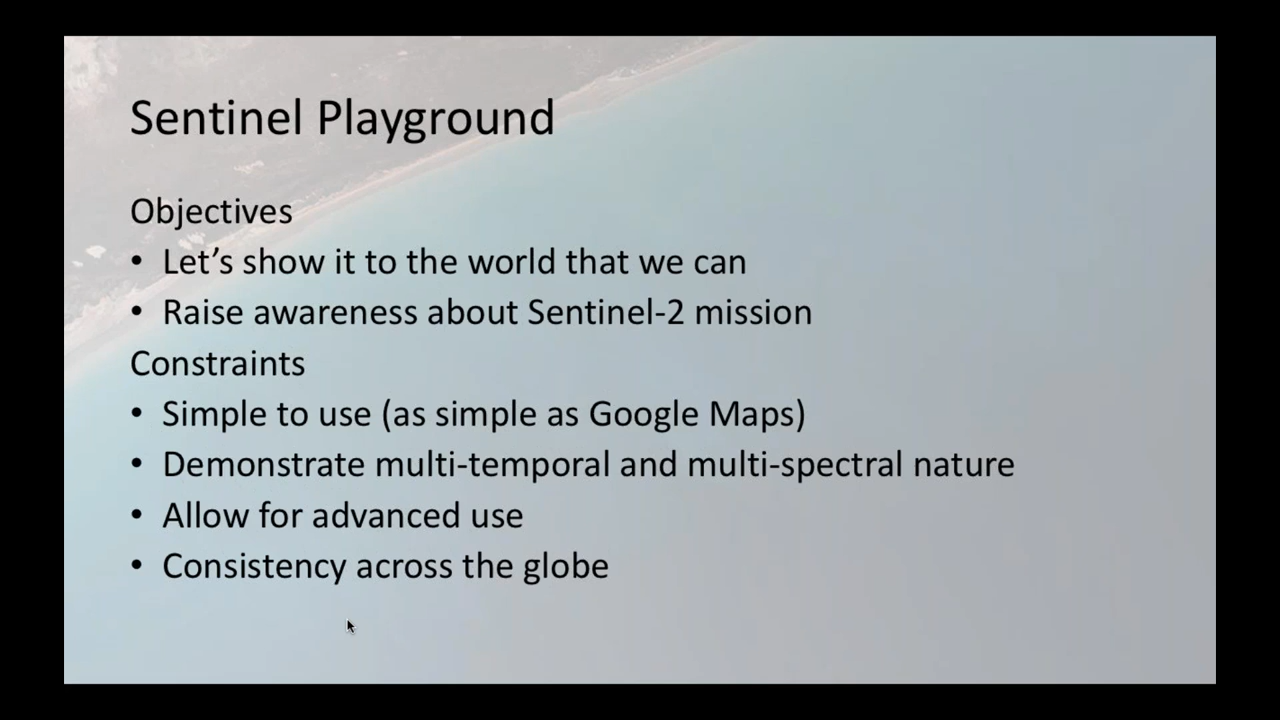 Sentinel Playground
Objectives
• Let’s show it to the world that we can
• Raise awareness about Sentinel-2 mission
Constraints
• Simple to use (as simple as Google Maps)
• Demonstrate multi-temporal and multi-spectral nature
• Allow for advanced use
• Consistency across the globe